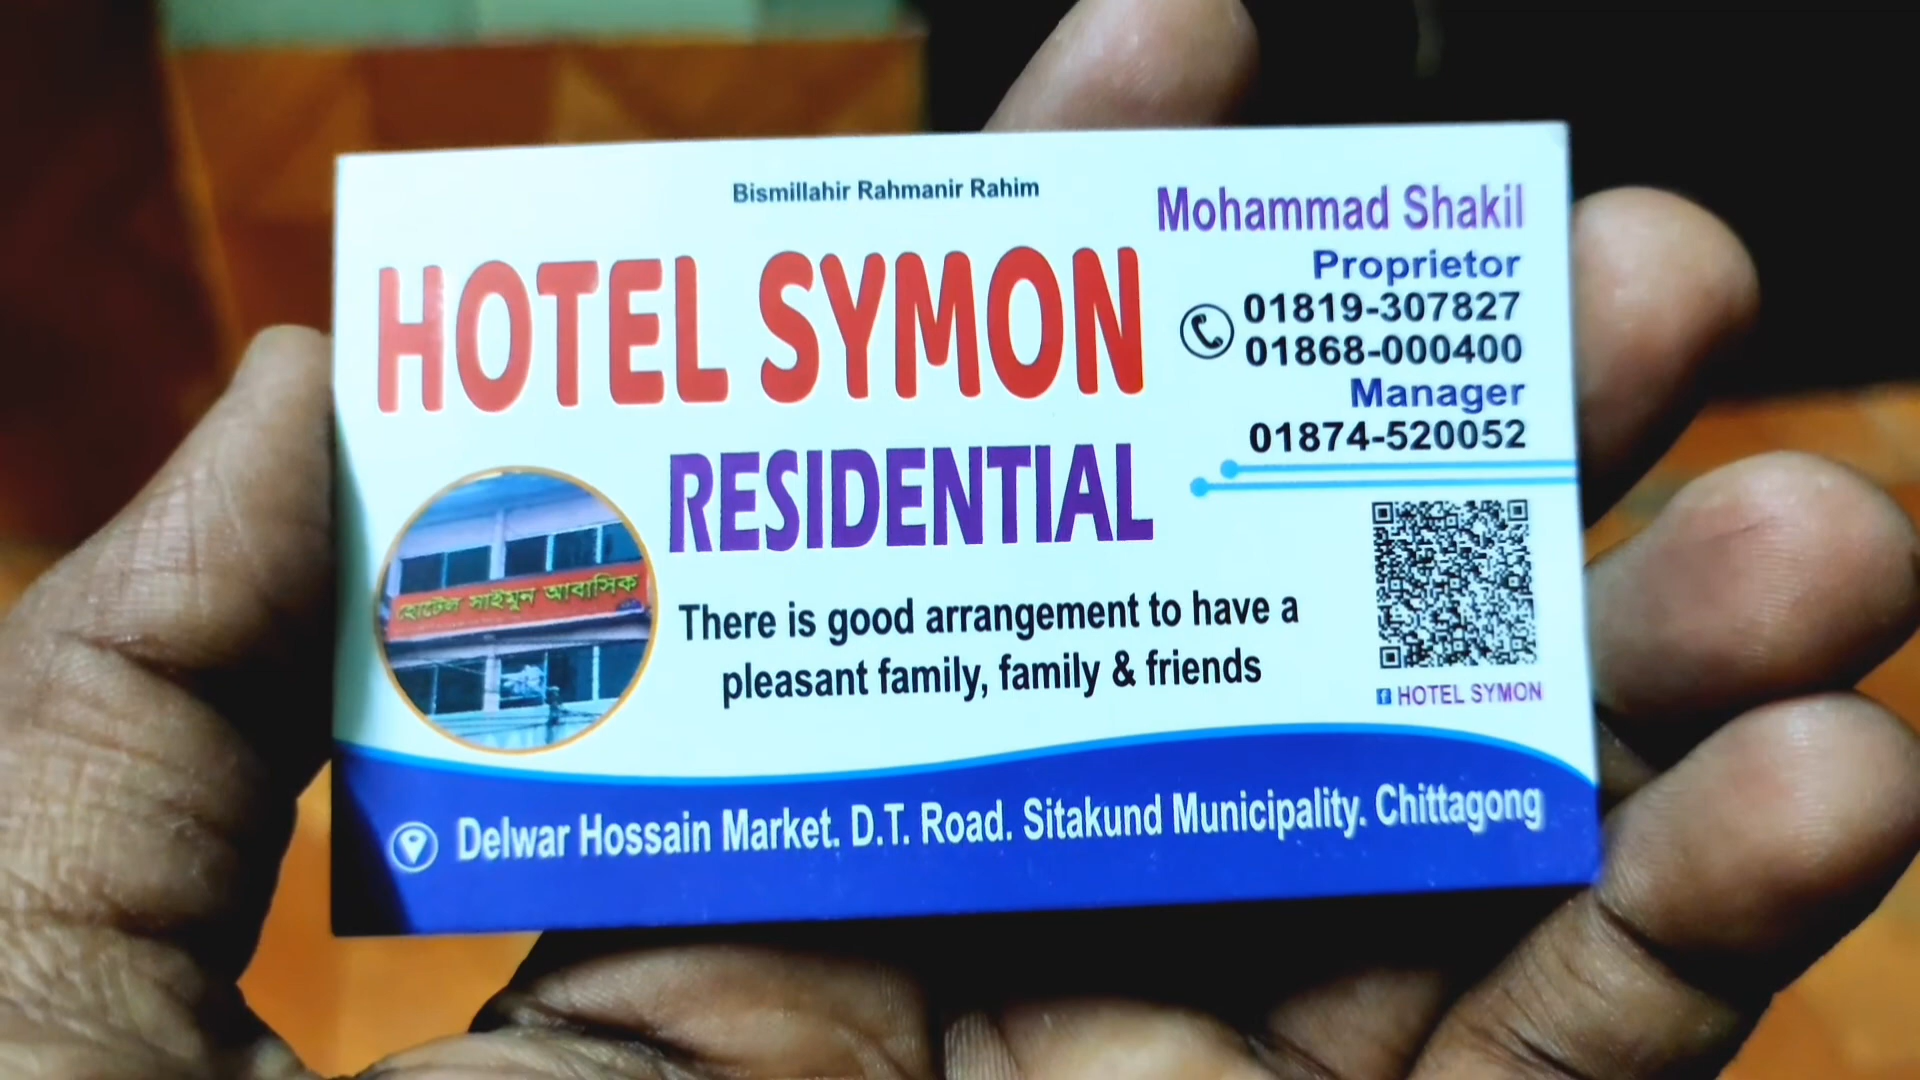 Bismillahir Rahmanir Rahim
HOTEL SYMON
RESIDENTIAL
Mohammad Shakil
Proprietor
01819-307827
01868-000400
Manager
01874-520052
হোটেল সাইমুন আবাসিক
There is good arrangement to have a
pleasant family, family & friends
HOTEL SYMON
Delwar Hossain Market. D.T. Road. Sitakund Municipality. Chittagong